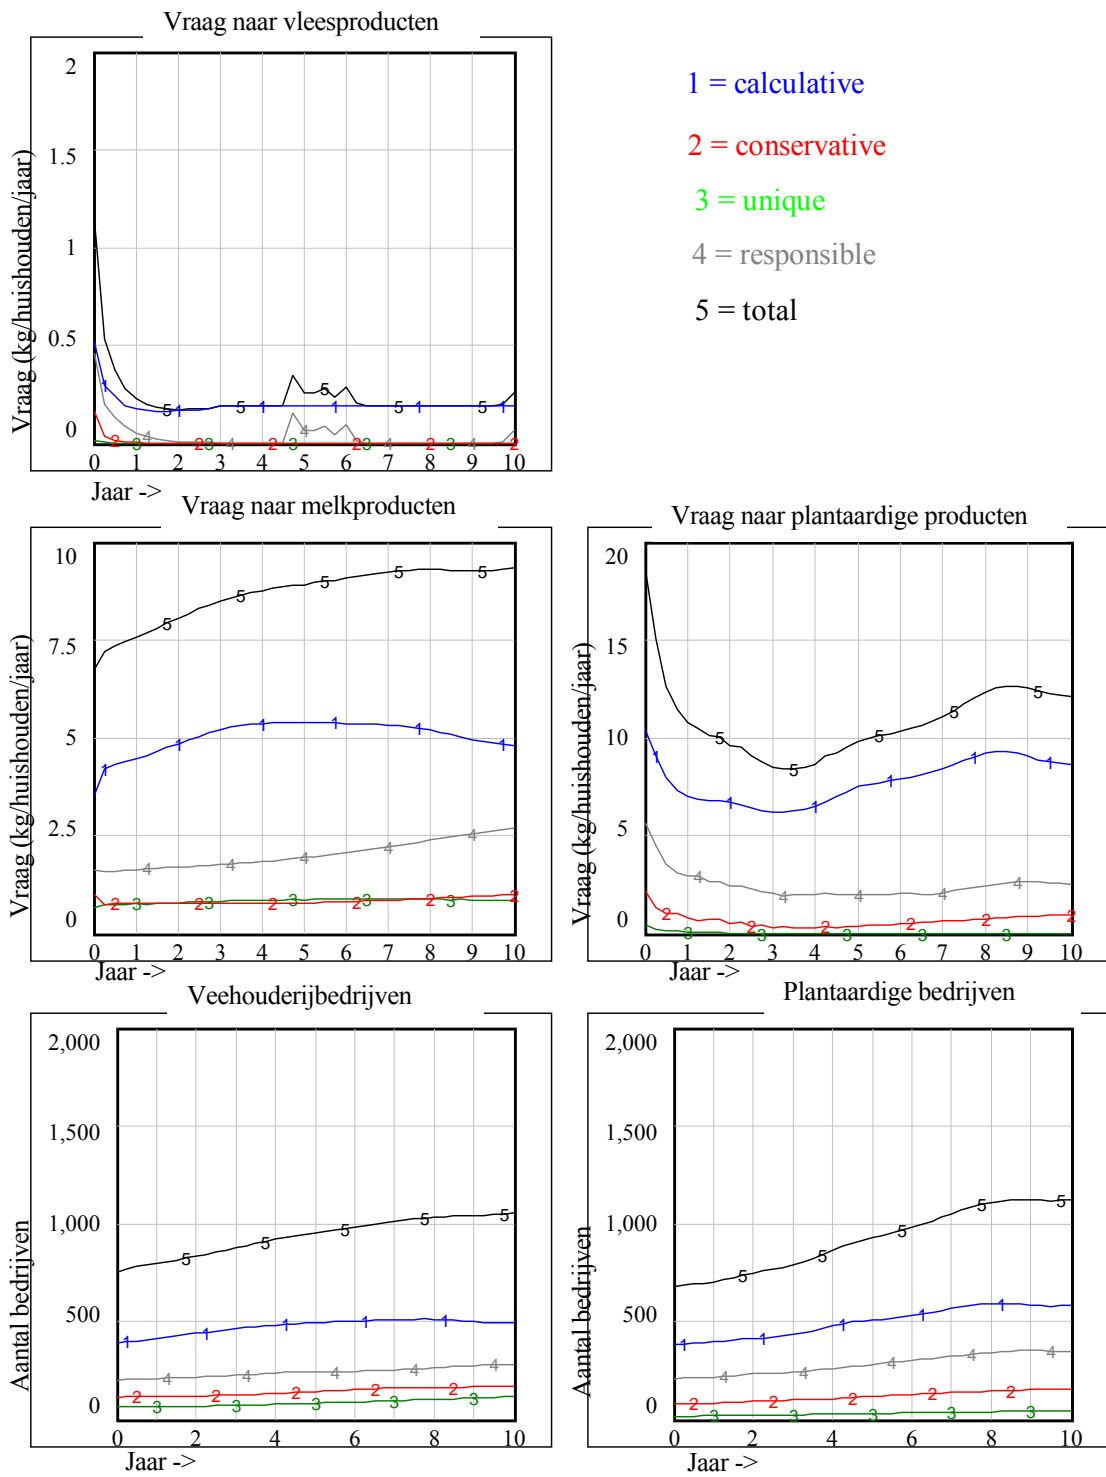 Vraag naar vleesproducten
2
1.5
1
0.5
0
Vraag (kg/huishouden/jaar)
0 1 2 3 4 5 6 7 8 9 10
Jaar ->
1 = calculative
2 = conservative
3 = unique
4 = responsible
5 = total
Vraag naar melkproducten
10
7.5
5
2.5
0
Vraag (kg/huishouden/jaar)
0 1 2 3 4 5 6 7 8 9 10
Jaar ->
Vraag naar plantaardige producten
20
15
10
5
0
Vraag (kg/huishouden/jaar)
0 1 2 3 4 5 6 7 8 9 10
Jaar ->
Veehouderijbedrijven
2,000
1,500
1,000
500
0
Aantal bedrijven
0 2 4 6 8 10
Jaar ->
Plantaardige bedrijven
2,000
1,500
1,000
500
0
Aantal bedrijven
0 2 4 6 8 10
Jaar ->